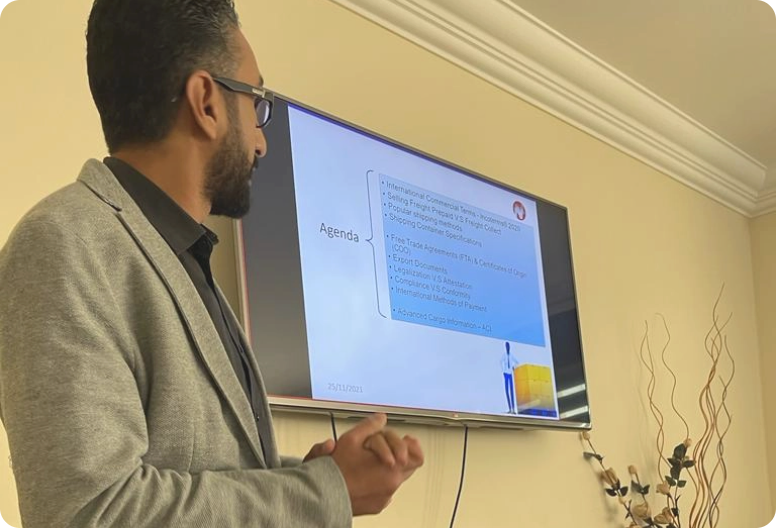 Agenda
• International Commercial Terms - Incoterms® 2020
• Selling Freight Prepaid V.S Freight Collect
• Popular shipping methods
• Shipping Container Specifications
• Free Trade Agreements (FTA) & Certificate of Origin
(COO)
• Export Documents
• Legalization V.S Attestation
• Compliance V.S Conformity
• International Methods of Payment
• Advanced Cargo Information – ACI
25/11/2021